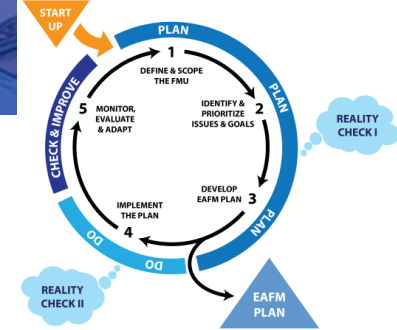 START
UP
PLAN
1
DEFINE & SCOPE
THE FMU
PLAN
IDENTIFY &
PRIORITIZE
ISSUES & GOALS
2
REALITY
CHECK I
DEVELOP
EAFM PLAN
3
PLAN
EAFM
PLAN
IMPLEMENT
THE PLAN
4
DO
DO
REALITY
CHECK II
CHECK & IMPROVE
5
MONITOR,
EVALUATE
& ADAPT